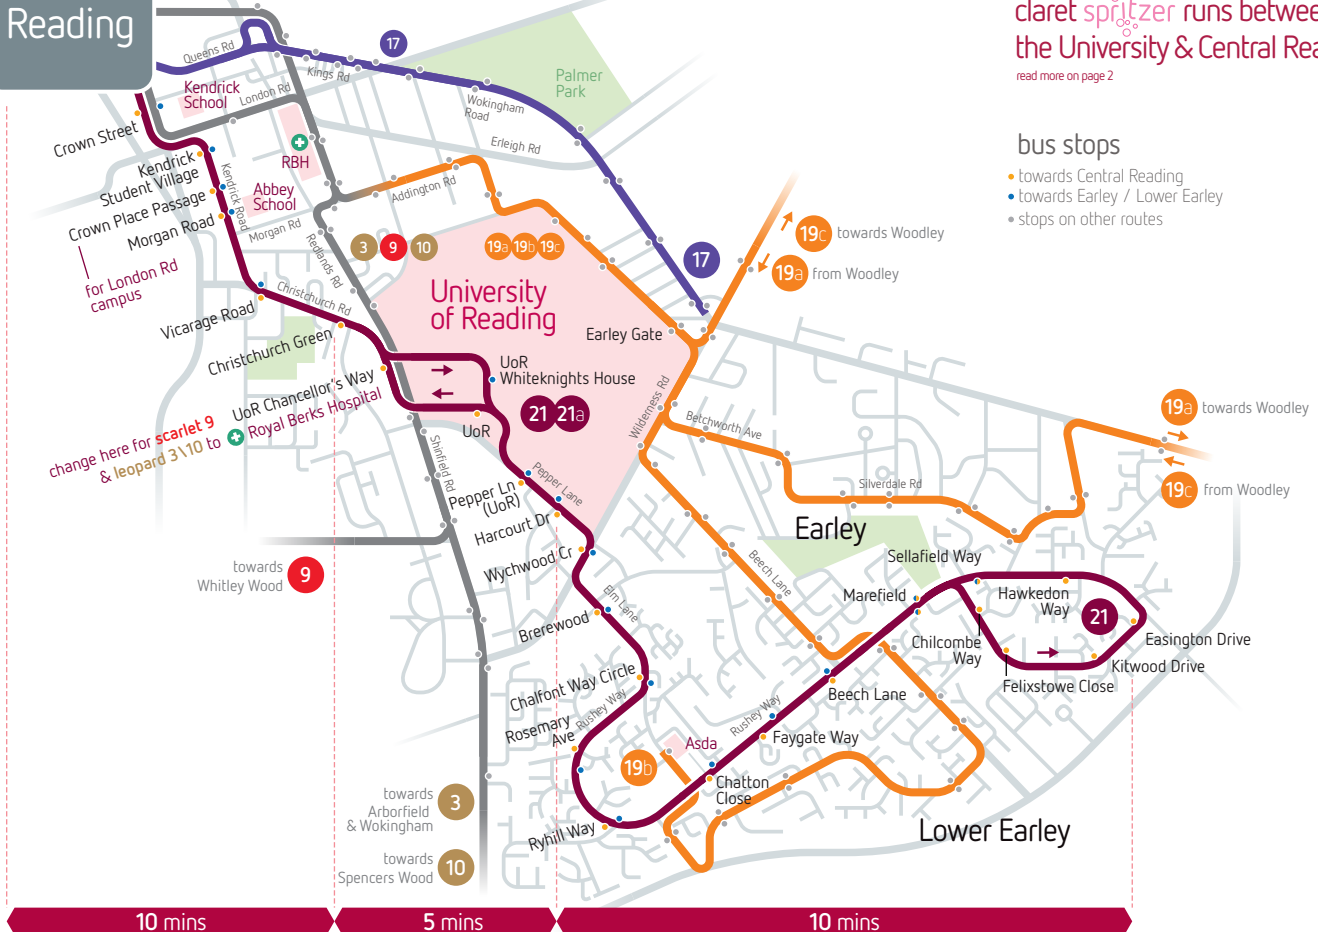 Reading
claret spritzer runs betwee
the University & Central Rea
read more on page 2
bus stops
towards Central Reading
towards Earley / Lower Earley
stops on other routes
17
Queens Rd
Kings Rd
Kendrick
School
London Rd
Palmer
Park
Wokingham
Road
Erleigh Rd
Crown Street
RBH
Kendrick
Student Village
Kendrick Road
Abbey
School
Addington Rd
Crown Place Passage
Morgan Road
Morgan Rd
Redlands Rd
for London Rd
campus
3
9
10
19a
19b
19c
17
19c
towards Woodley
19a
from Woodley
University
of Reading
Christchurch Rd
Vicarage Road
Christchurch Green
Earley Gate
UoR
Whiteknights House
UoR Chancellor's Way
21
21a
UoR
Wilderness Rd
Betchworth Ave
19a
towards Woodley
change here for scarlet 9
& leopard 3\10 to
Royal Berks Hospital
Shinfield Rd
Pepper Lane
Pepper Ln
(UoR)
Silverdale Rd
19c
from Woodley
Harcourt Dr
Earley
Wychwood Cr
Beech Lane
Sellafield Way
towards
Whitley Wood
9
Elm Lane
Marefield
Hawkedon
Way
21
Brerewood
Chilcombe
Way
Easington Drive
Kitwood Drive
Felixstowe Close
Chalfont Way Circle
Beech Lane
Rushey Way
Rushey Way
Rosemary
Ave
Asda
Faygate Way
19b
Chatton
Close
towards
Arborfield
& Wokingham
3
Ryhill Way
Lower Earley
towards
Spencers Wood
10
10 mins
5 mins
10 mins